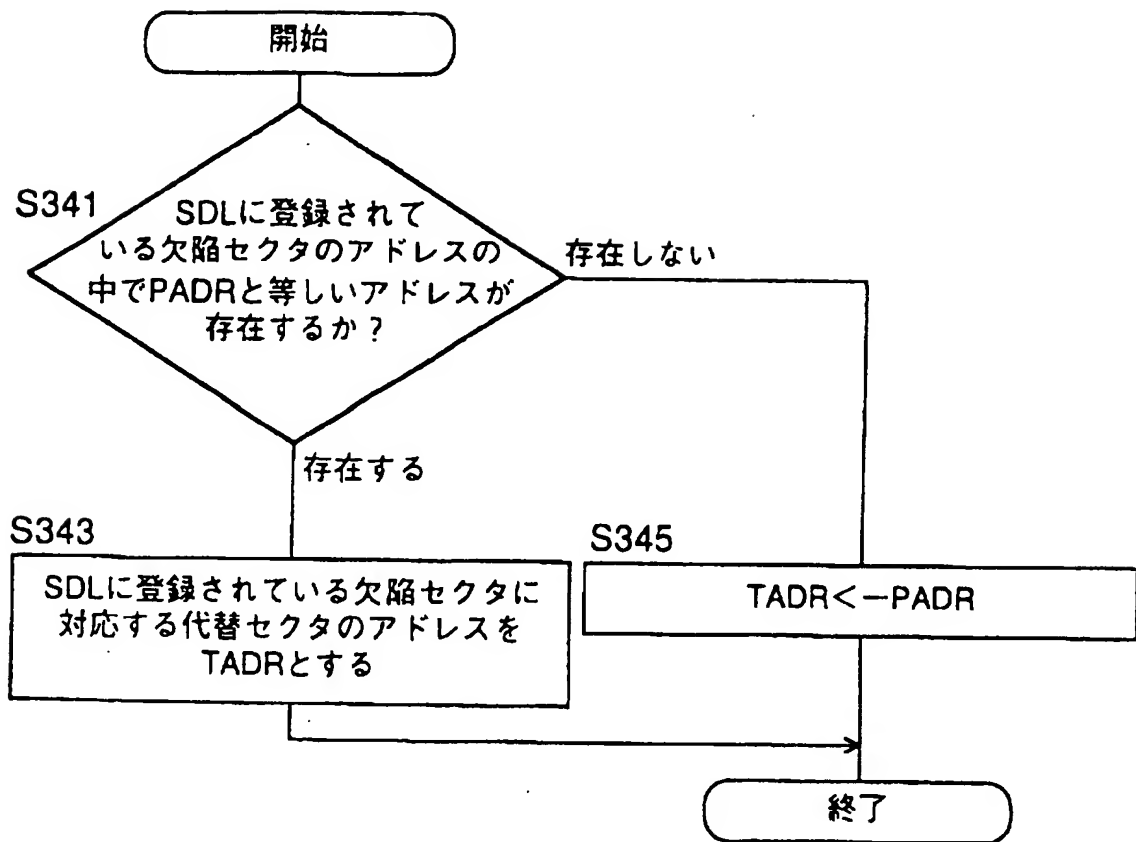 開始
S341
SDLに登録されて
いる欠陥セクタのアドレスの
中でPADRと等しいアドレスが
存在するか？
存在しない
存在する
S343
SDLに登録されている欠陥セクタに
対応する代替セクタのアドレスを
TADRとする
S345
TADR<−PADR
終了